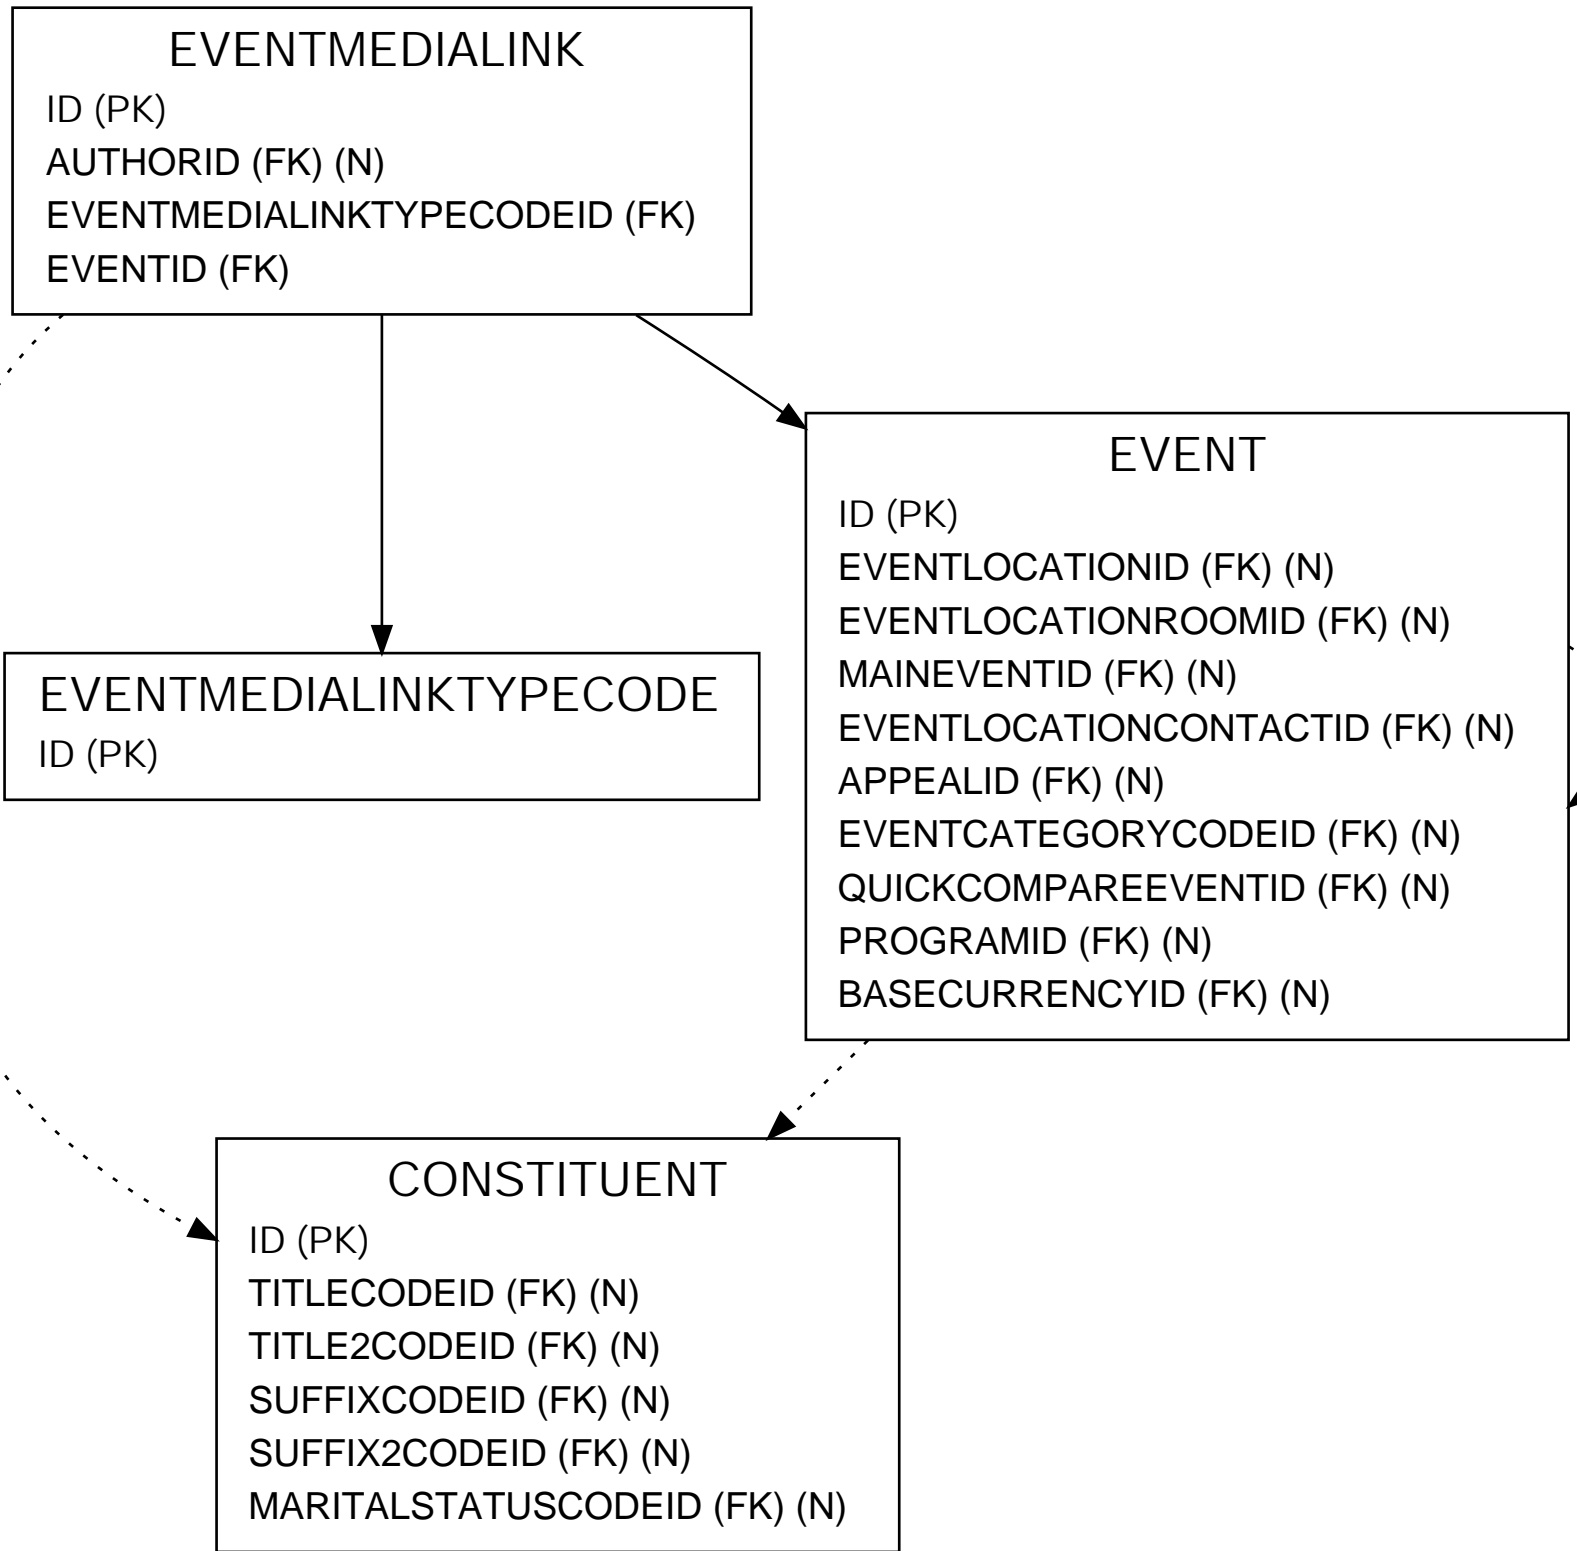 EVENTMEDIALINK
ID (PK)
AUTHORID (FK) (N)
EVENTMEDIALINKTYPECODEID (FK)
EVENTID (FK)
EVENT
ID (PK)
EVENTLOCATIONID (FK) (N)
EVENTLOCATIONROOMID (FK) (N)
MAINEVENTID (FK) (N)
EVENTLOCATIONCONTACTID (FK) (N)
APPEALID (FK) (N)
EVENTCATEGORYCODEID (FK) (N)
QUICKCOMPAREEVENTID (FK) (N)
PROGRAMID (FK) (N)
BASECURRENCYID (FK) (N)
EVENTMEDIALINKTYPECODE
ID (PK)
CONSTITUENT
ID (PK)
TITLECODEID (FK) (N)
TITLE2CODEID (FK) (N)
SUFFIXCODEID (FK) (N)
SUFFIX2CODEID (FK) (N)
MARITALSTATUSCODEID (FK) (N)